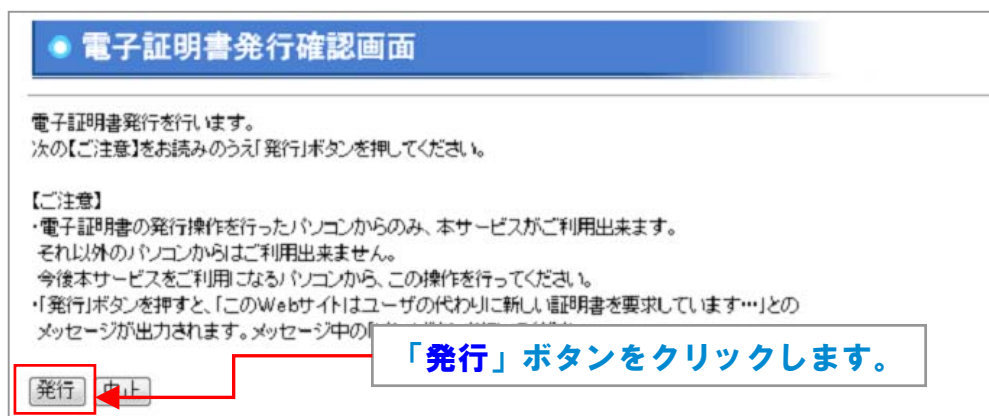 電子証明書発行確認画面
電子証明書発行を行います。
次の【ご注意】をお読みのうえ「発行」ボタンを押してください。
【ご注意】
・電子証明書の発行操作を行ったパソコンからのみ、本サービスがご利用出来ます。
それ以外のパソコンからはご利用出来ません。
今後本サービスをご利用になるパソコンから、この操作を行ってください。
・「発行」ボタンを押すと、「このWebサイトはユーザの代わりに新しい証明書を要求しています…」との
メッセージが出力されます。メッセージ中の
「発行」ボタンをクリックします。
発行 中止